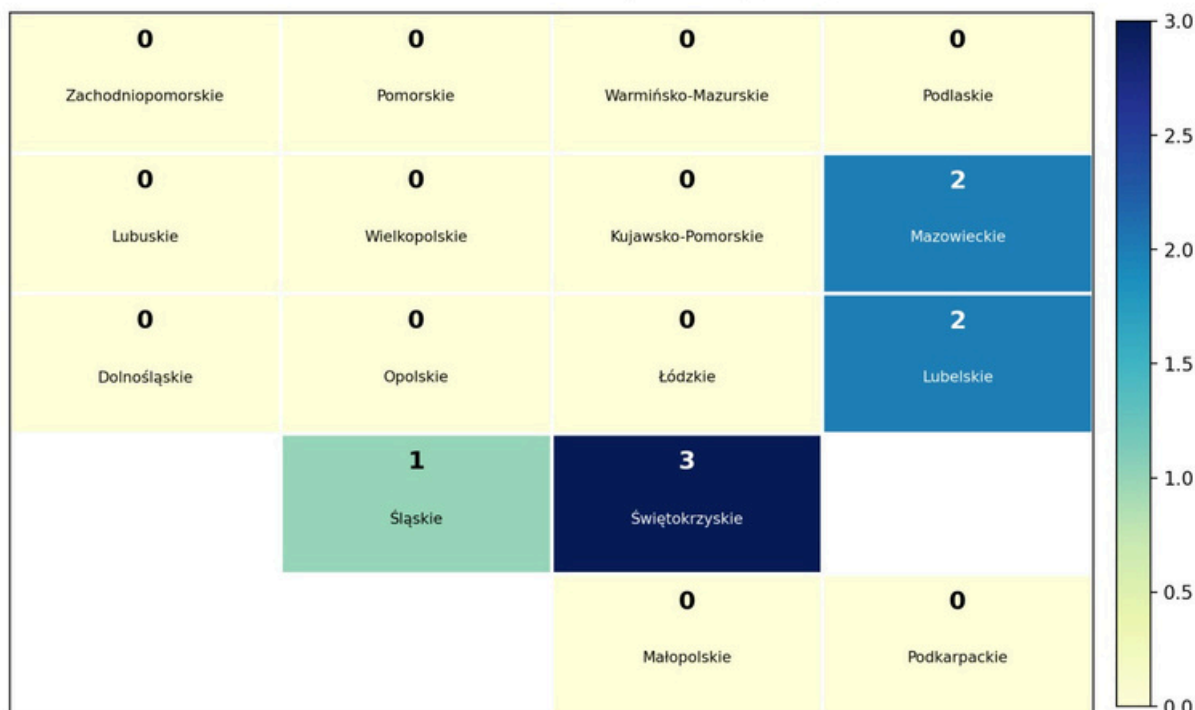 0 0 0 0
Zachodniopomorskie Pomorskie Warmińsko-Mazurskie Podlaskie
0 0 0 2
Lubuskie Wielkopolskie Kujawsko-Pomorskie Mazowieckie
0 0 0 2
Dolnośląskie Opolskie Łódzkie Lubelskie
1 3
Śląskie Świętokrzyskie
0 0
Małopolskie Podkarpackie
3.0
2.5
2.0
1.5
1.0
0.5
0.0